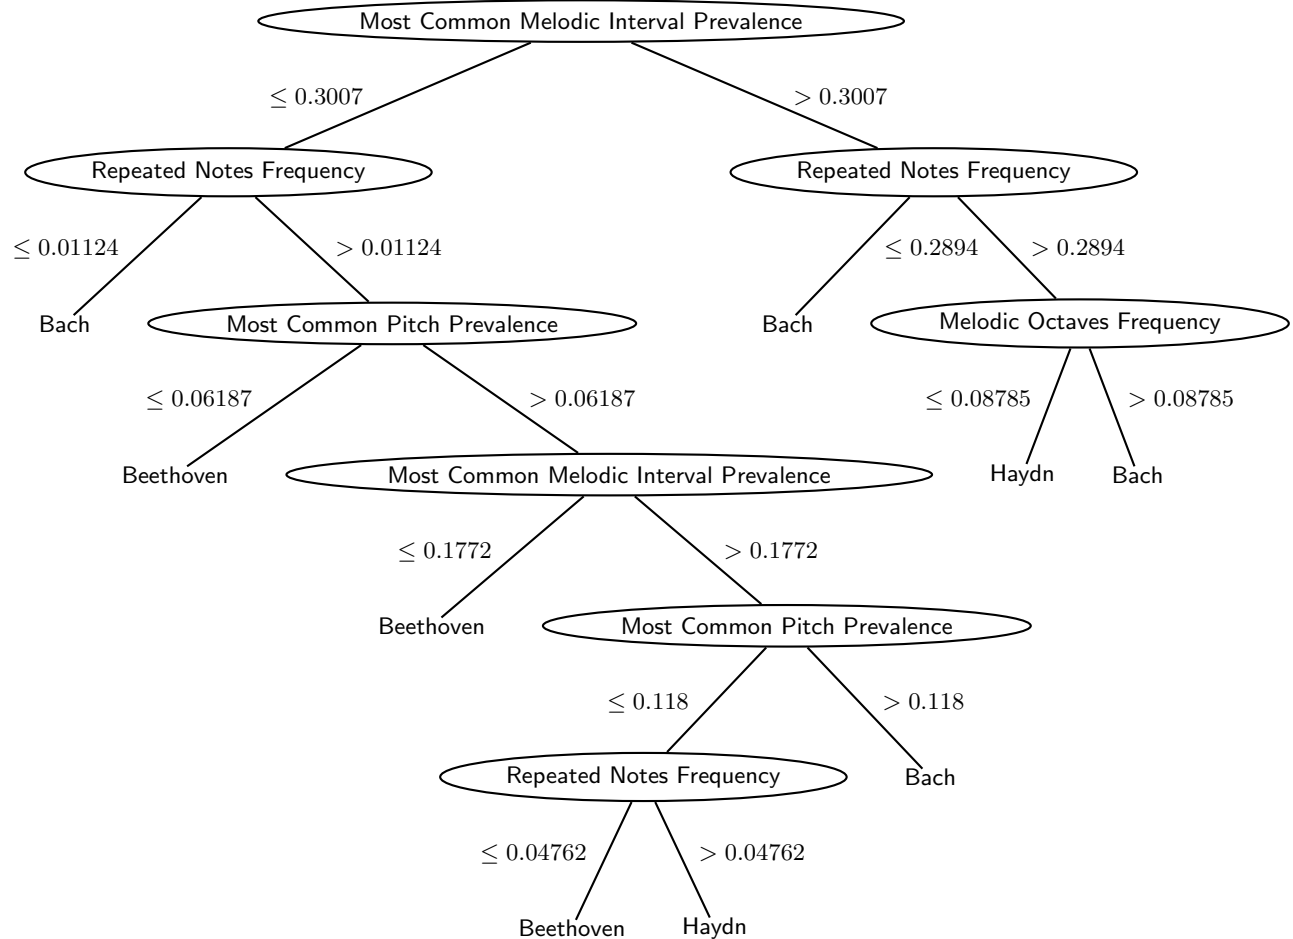 Most Common Melodic Interval Prevalence
≤ 0.3007
> 0.3007
Repeated Notes Frequency
Repeated Notes Frequency
≤ 0.01124
> 0.01124
≤ 0.2894
> 0.2894
Bach
Most Common Pitch Prevalence
Bach
Melodic Octaves Frequency
≤ 0.06187
> 0.06187
≤ 0.08785
> 0.08785
Beethoven
Most Common Melodic Interval Prevalence
Haydn
Bach
≤ 0.1772
> 0.1772
Beethoven
Most Common Pitch Prevalence
≤ 0.118
> 0.118
Repeated Notes Frequency
Bach
≤ 0.04762
> 0.04762
Beethoven
Haydn